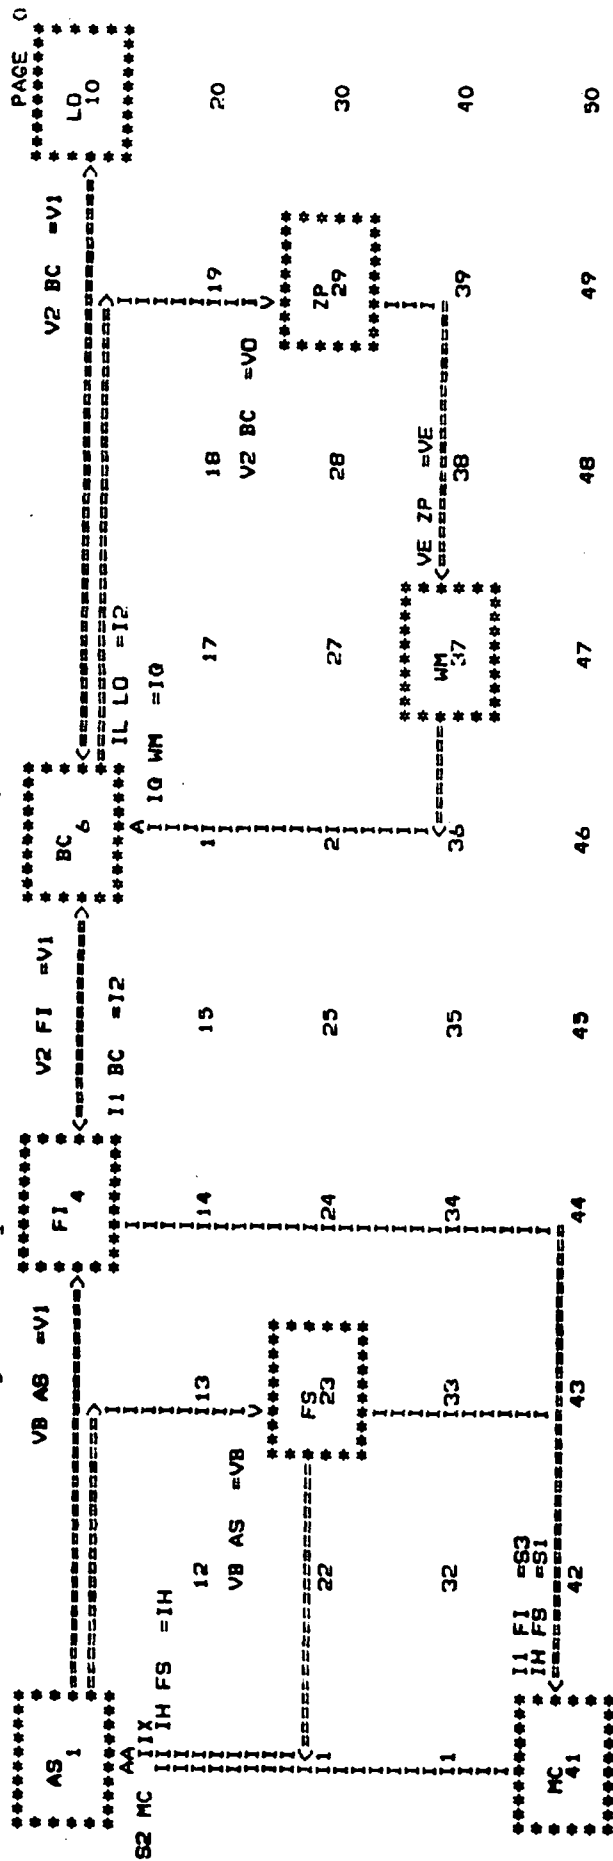 PAGE 0
VB AS =V1 V2 FI =V1 V2 BC =V1
AS FI BC LO
1 4 6 10
I1 BC =I2 IL LO =I2
S2 MC IH FS =IH IQ WM =IQ
12 13 14 15 1 17 18 19 20
VB AS =VB V2 BC =VO
FS ZP
1 22 23 24 25 2 27 28 29 30
VE ZP =VE
WM
1 32 33 34 35 36 37 38 39 40
I1 FI =S3
IH FS =S1
MC
41 42 43 44 45 46 47 48 49 50